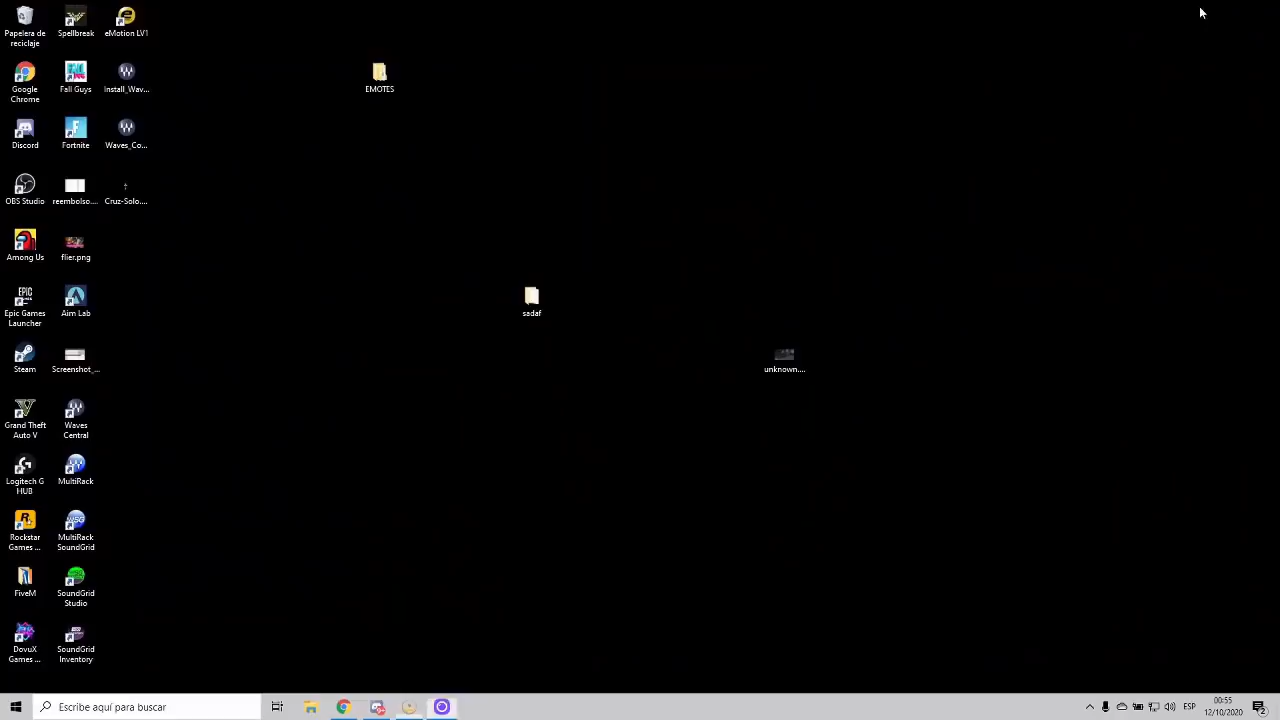 Papelera de
reciclaje
Spellbreak
eMotion LV1
Google
Chrome
Fall Guys
Install_Wav...
Discord
Fortnite
Waves_Co...
OBS Studio
reembolso....
Cruz-Solo....
Among Us
flier.png
EPIC
Epic Games
Launcher
Aim Lab
Steam
Screenshot_...
Grand Theft
Auto V
Waves
Central
Logitech G
HUB
MultiRack
Rockstar
Games ...
MultiRack
SoundGrid
FiveM
SoundGrid
Studio
DovuX
Games ...
SoundGrid
Inventory
EMOTES
sadaf
unknown....
Escribe aquí para buscar
ESP
00:55
12/10/2020
2